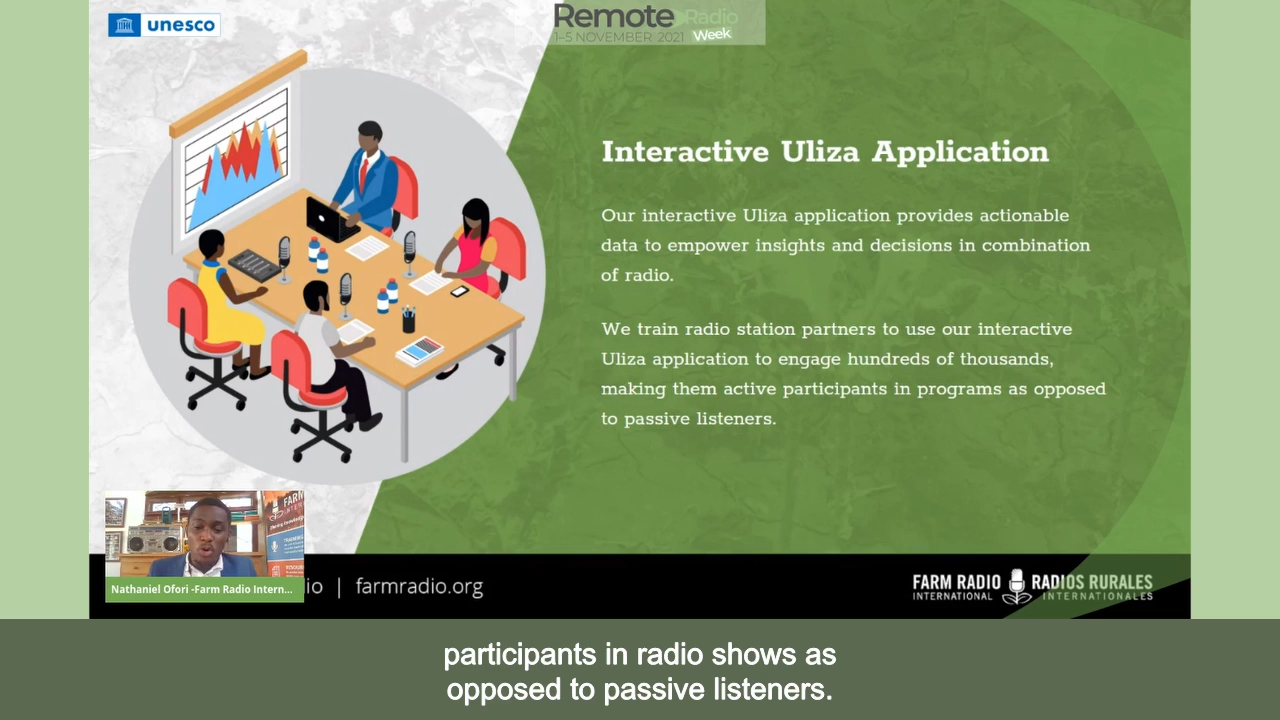 unesco
Remote Radio
1–5 NOVEMBER 2021 Week
Interactive Uliza Application
Our interactive Uliza application provides actionable
data to empower insights and decisions in combination
of radio.
We train radio station partners to use our interactive
Uliza application to engage hundreds of thousands,
making them active participants in programs as opposed
to passive listeners.
FARM
Nathaniel Ofori -Farm Radio Intern...
io | farmradio.org
FARM RADIO RADIOS RURALES
INTERNATIONAL INTERNATIONALES
participants in radio shows as
opposed to passive listeners.